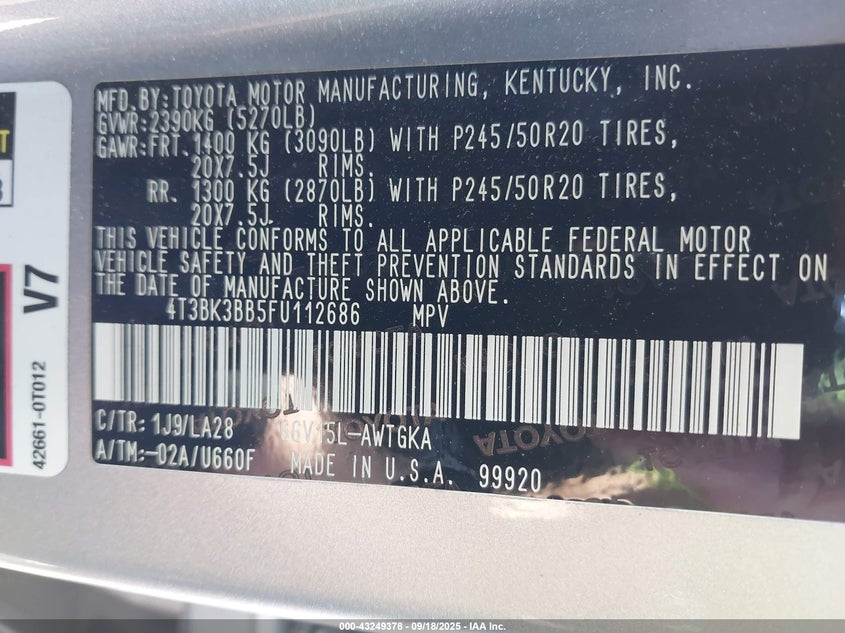 MFD.BY:TOYOTA MOTOR MANUFACTURING, KENTUCKY, INC.
GVWR:2390KG (5270LB)
GAWR:FRT.1400 KG (3090LB) WITH P245/50R20 TIRES,
20X7.5J RIMS.
RR. 1300 KG (2870LB) WITH P245/50R20 TIRES,
20X7.5J RIMS.
THIS VEHICLE CONFORMS TO ALL APPLICABLE FEDERAL MOTOR
VEHICLE SAFETY AND THEFT PREVENTION STANDARDS IN EFFECT ON
THE DATE OF MANUFACTURE SHOWN ABOVE.
4T3BK3BB5FU112686 MPV
C/TR: 1J9/LA28 GGV15L-AWTGKA
A/TM:-02A/U660F MADE IN U.S.A. 99920
TOYOTA
V7
42661-0T012
000-43249378 - 09/18/2025 - IAA Inc.